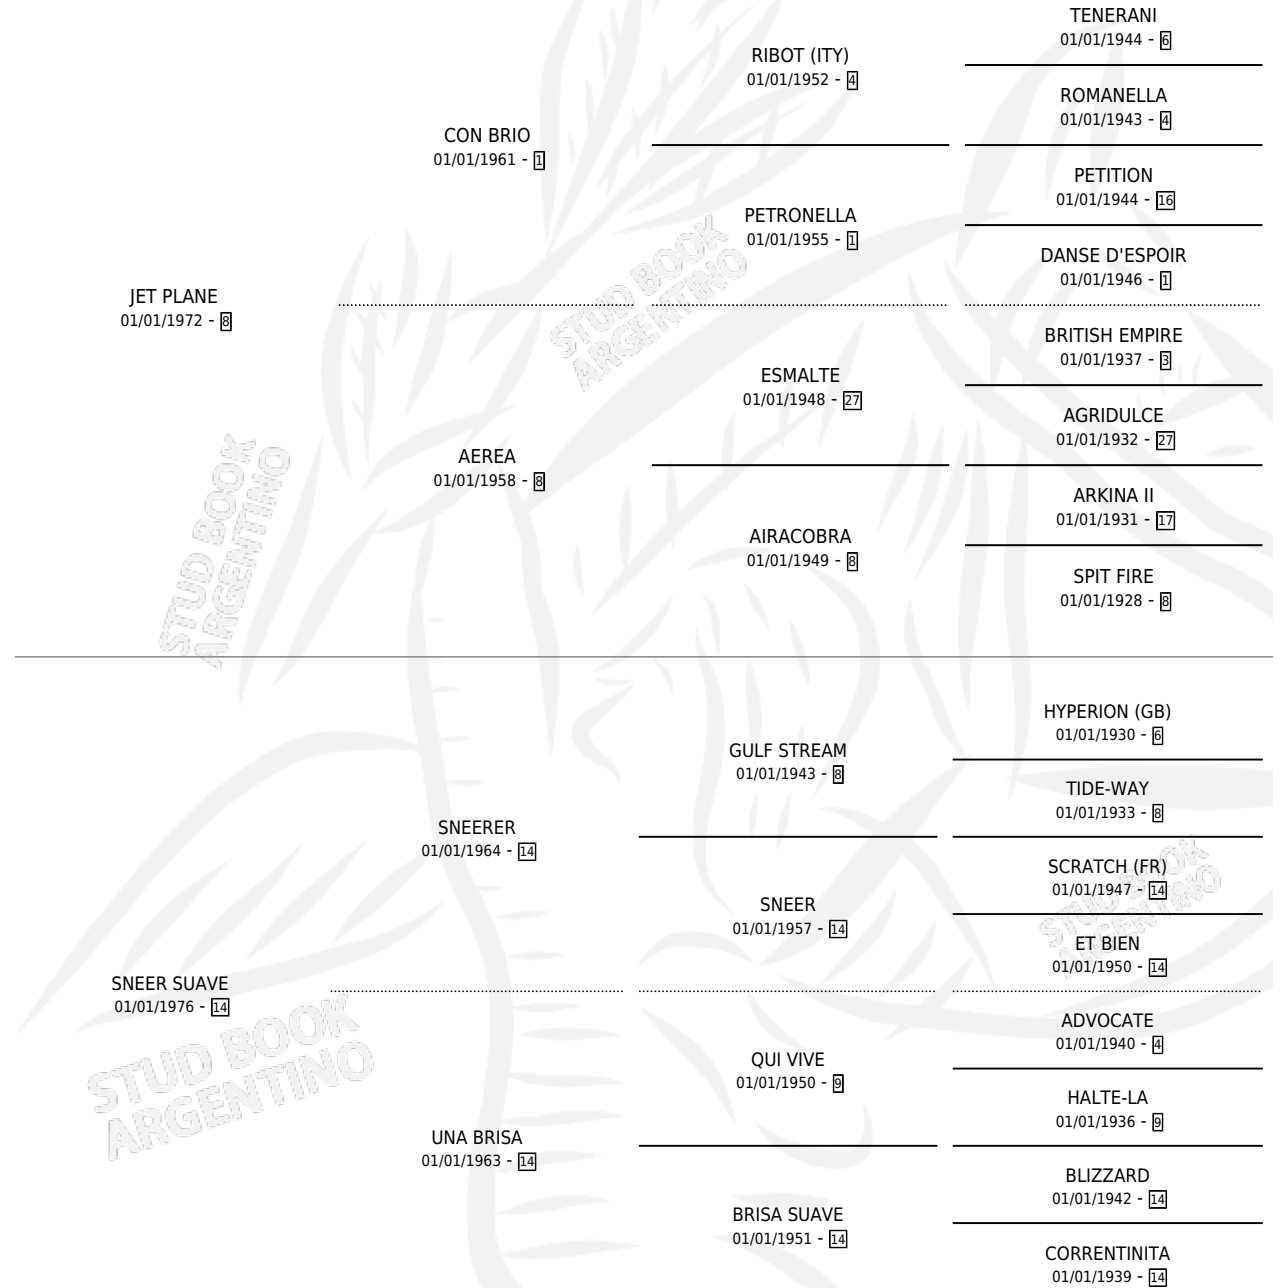 TENERANI
01/01/1944 - 6
RIBOT (ITY)
01/01/1952 - 4
ROMANELLA
01/01/1943 - 4
CON BRIO
01/01/1961 - 1
PETITION
01/01/1944 - 16
PETRONELLA
01/01/1955 - 1
DANSE D'ESPOIR
01/01/1946 - 1
JET PLANE
01/01/1972 - 8
BRITISH EMPIRE
01/01/1937 - 3
ESMALTE
01/01/1948 - 27
AGRIDULCE
01/01/1932 - 27
AEREA
01/01/1958 - 8
ARKINA II
01/01/1931 - 17
AIRACOBRA
01/01/1949 - 8
SPIT FIRE
01/01/1928 - 8
STUD BOOK
ARGENTINO
STUD BOOK
ARGENTINO
HYPERION (GB)
01/01/1930 - 6
GULF STREAM
01/01/1943 - 8
TIDE-WAY
01/01/1933 - 8
SNEERER
01/01/1964 - 14
SCRATCH (FR)
01/01/1947 - 14
SNEER
01/01/1957 - 14
ET BIEN
01/01/1950 - 14
SNEER SUAVE
01/01/1976 - 14
ADVOCATE
01/01/1940 - 4
QUI VIVE
01/01/1950 - 9
HALTE-LA
01/01/1936 - 9
UNA BRISA
01/01/1963 - 14
BLIZZARD
01/01/1942 - 14
BRISA SUAVE
01/01/1951 - 14
CORRENTINITA
01/01/1939 - 14
STUD BOOK
ARGENTINO
STUD BOOK
ARGENTINO